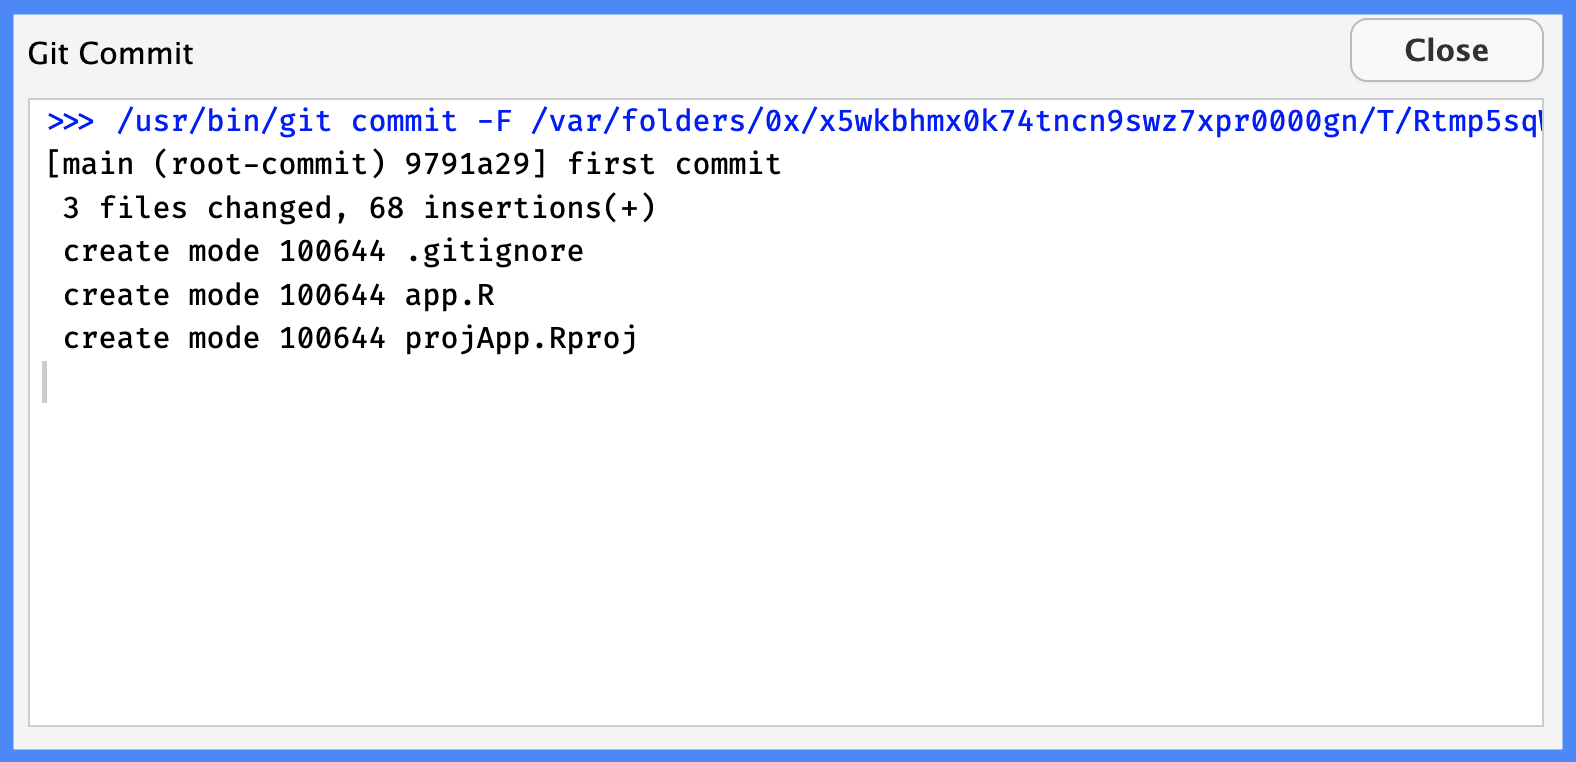 Git Commit
Close
>>> /usr/bin/git commit -F /var/folders/0x/x5wkbhmx0k74tncn9swz7xpr0000gn/T/Rtmp5sq
[main (root-commit) 9791a29] first commit
3 files changed, 68 insertions(+)
create mode 100644 .gitignore
create mode 100644 app.R
create mode 100644 projApp.Rproj